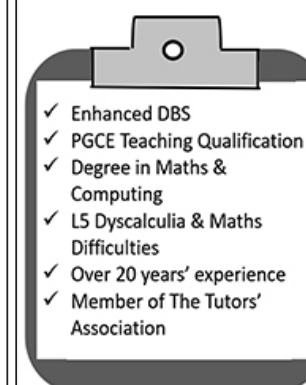 ✓ Enhanced DBS
✓ PGCE Teaching Qualification
✓ Degree in Maths &
Computing
✓ L5 Dyscalculia & Maths
Difficulties
✓ Over 20 years’ experience
✓ Member of The Tutors’
Association